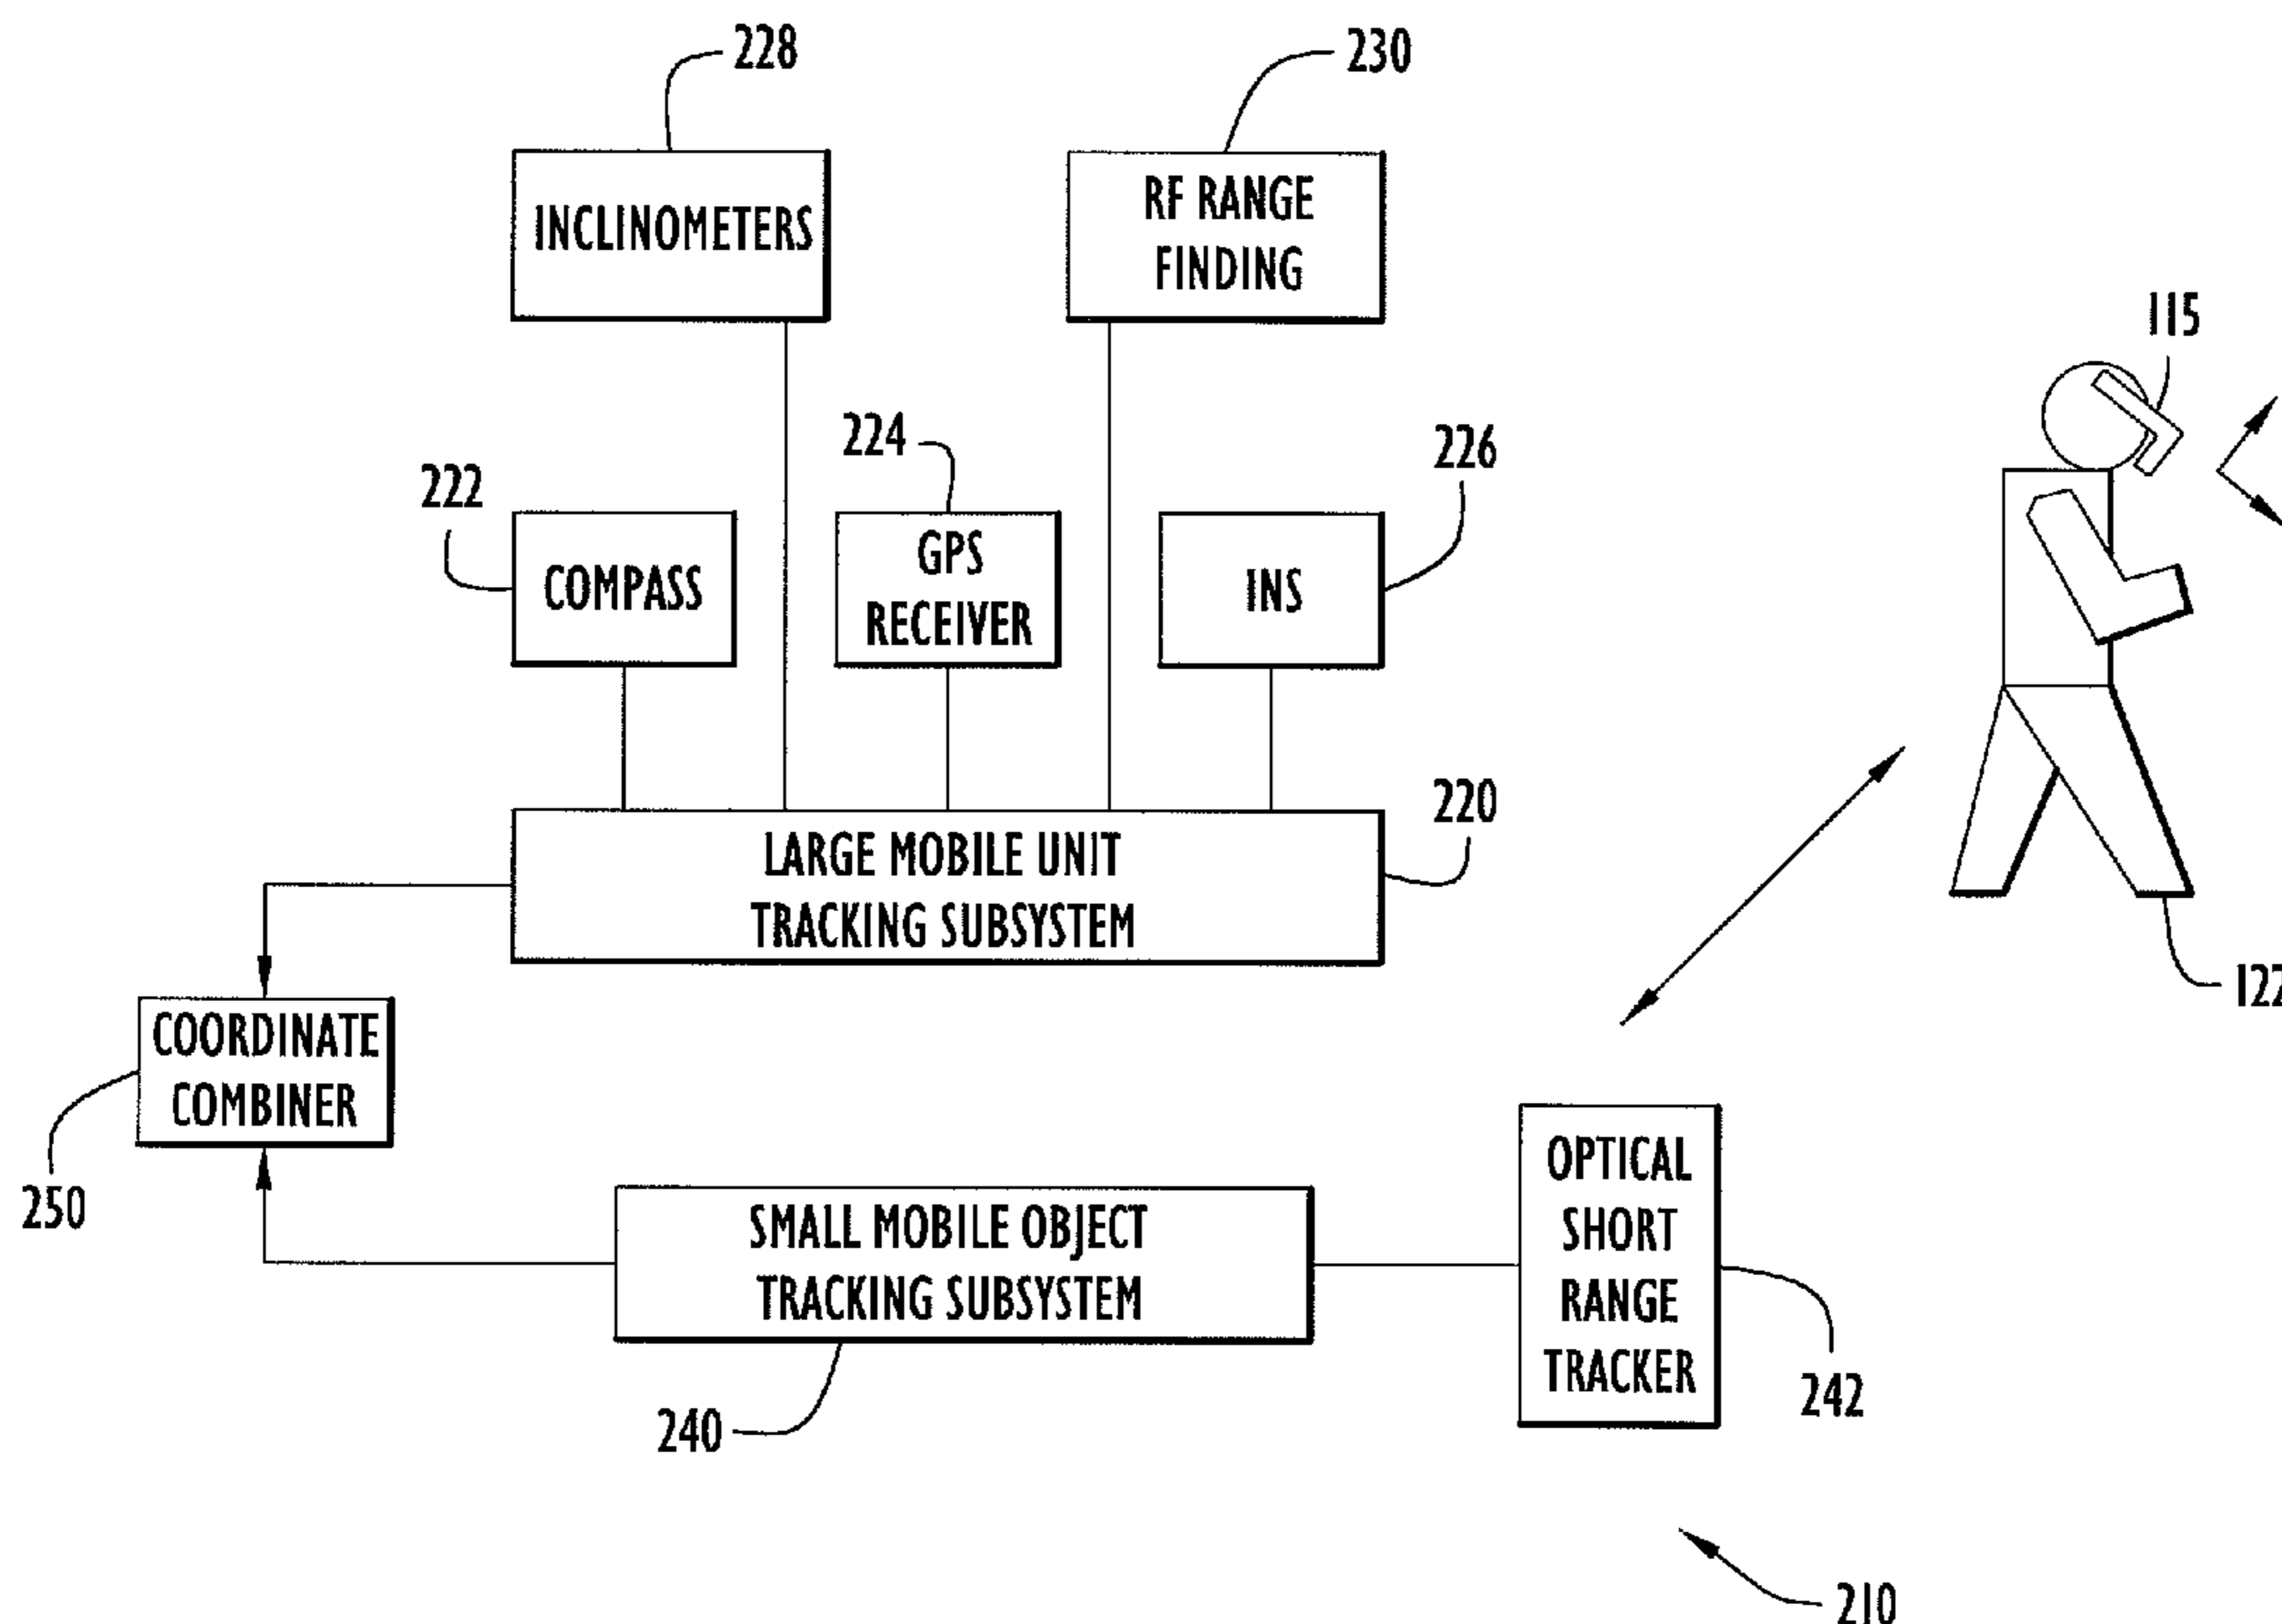 228
230
INCLINOMETERS
RF RANGE
FINDING
115
224
226
222
COMPASS
GPS
RECEIVER
INS
220
LARGE MOBILE UNIT
TRACKING SUBSYSTEM
122
COORDINATE
COMBINER
250
OPTICAL
SHORT
RANGE
TRACKER
SMALL MOBILE OBJECT
TRACKING SUBSYSTEM
242
240
210